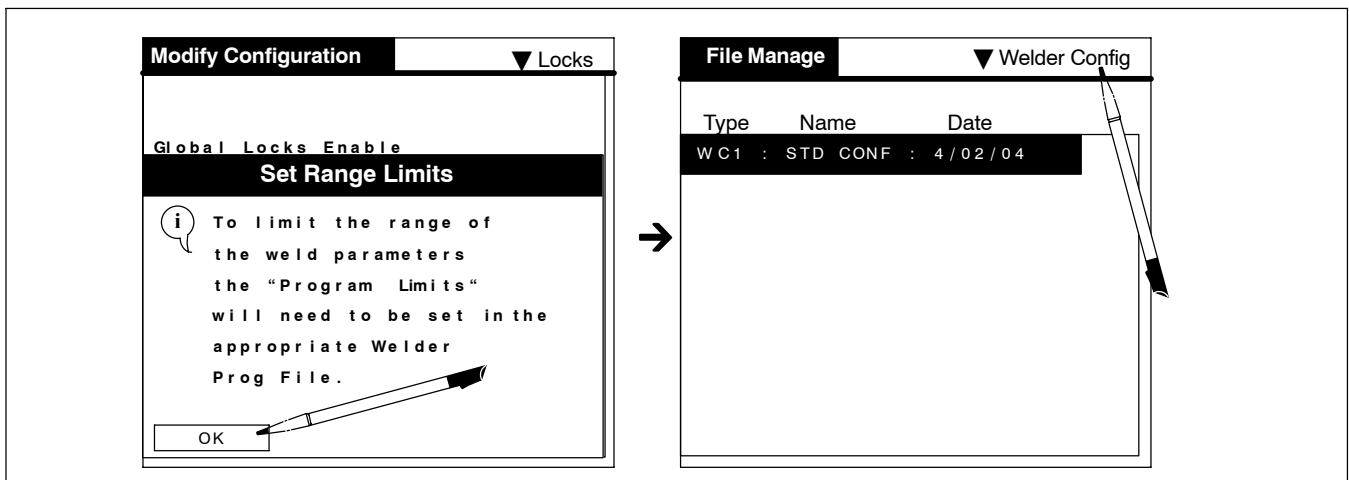 Modify Configuration ▼ Locks
Global Locks Enable
Set Range Limits
i To limit the range of
the weld parameters
the “Program Limits“
will need to be set in the
appropriate Welder
Prog File.
OK
➔
File Manage ▼ Welder Config
Type Name Date
WC1 : STD CONF : 4/02/04